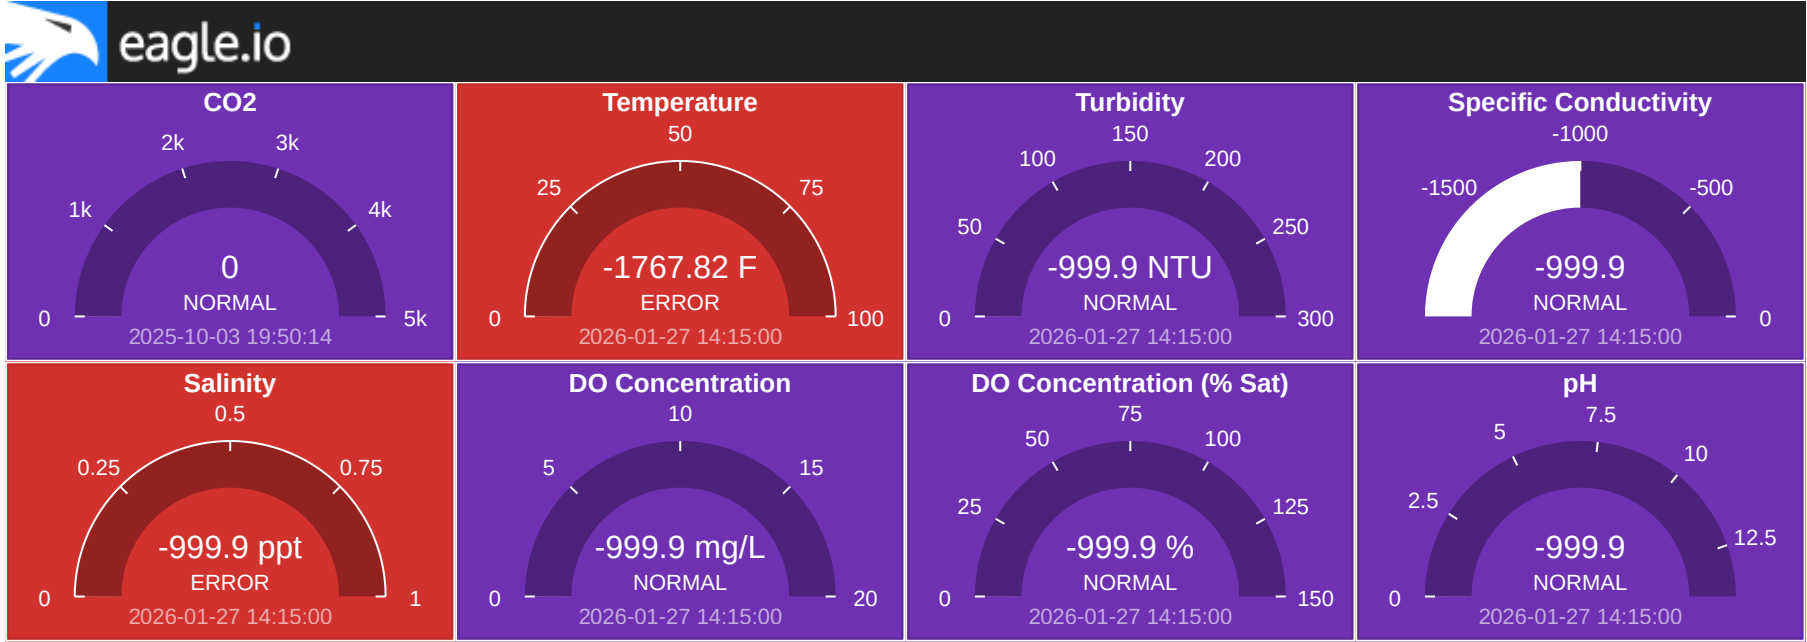 eagle.io
CO2
0
1k
2k
3k
4k
5k
0
NORMAL
2025-10-03 19:50:14
Temperature
0
25
50
75
100
-1767.82 F
ERROR
2026-01-27 14:15:00
Turbidity
0
50
100
150
200
250
300
-999.9 NTU
NORMAL
2026-01-27 14:15:00
Specific Conductivity
-1500
-1000
-500
0
-999.9
NORMAL
2026-01-27 14:15:00
Salinity
0
0.25
0.5
0.75
1
-999.9 ppt
ERROR
2026-01-27 14:15:00
DO Concentration
0
5
10
15
20
-999.9 mg/L
NORMAL
2026-01-27 14:15:00
DO Concentration (% Sat)
0
25
50
75
100
125
150
-999.9 %
NORMAL
2026-01-27 14:15:00
pH
0
2.5
5
7.5
10
12.5
-999.9
NORMAL
2026-01-27 14:15:00